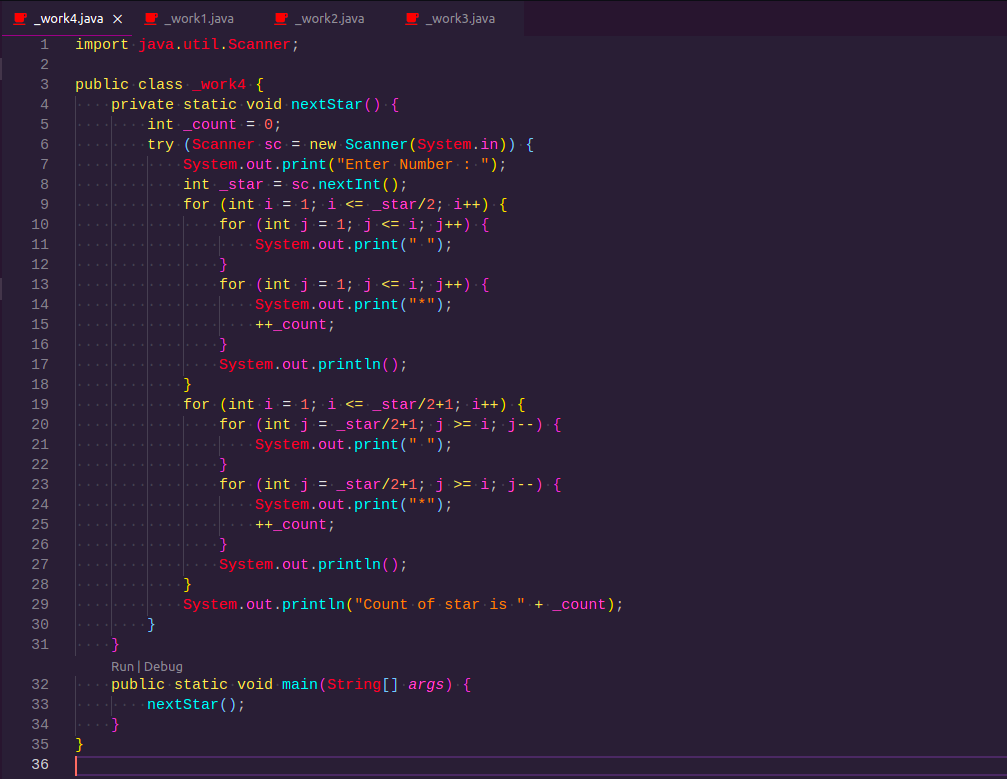 _work4.java × _work1.java _work2.java _work3.java
1 import java.util.Scanner;
2
3 public class _work4 {
4     private static void nextStar() {
5         int _count = 0;
6         try (Scanner sc = new Scanner(System.in)) {
7             System.out.print("Enter Number : ");
8             int _star = sc.nextInt();
9             for (int i = 1; i <= _star/2; i++) {
10                 for (int j = 1; j <= i; j++) {
11                     System.out.print(" ");
12                 }
13                 for (int j = 1; j <= i; j++) {
14                     System.out.print("*");
15                     ++_count;
16                 }
17                 System.out.println();
18             }
19             for (int i = 1; i <= _star/2+1; i++) {
20                 for (int j = _star/2+1; j >= i; j--) {
21                     System.out.print(" ");
22                 }
23                 for (int j = _star/2+1; j >= i; j--) {
24                     System.out.print("*");
25                     ++_count;
26                 }
27                 System.out.println();
28             }
29             System.out.println("Count of star is " + _count);
30         }
31     }
Run | Debug
32     public static void main(String[] args) {
33         nextStar();
34     }
35 }
36